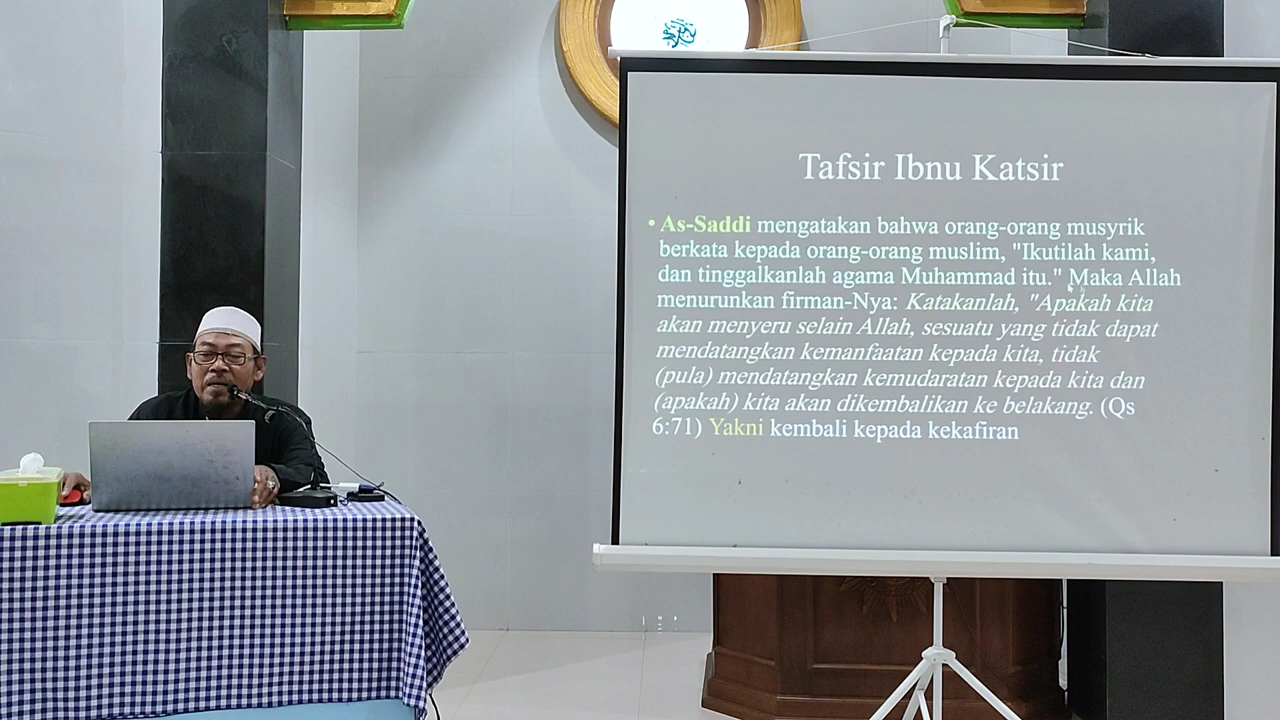 Tafsir Ibnu Katsir
• As-Saddi mengatakan bahwa orang-orang musyrik
berkata kepada orang-orang muslim, "Ikutilah kami,
dan tinggalkanlah agama Muhammad itu." Maka Allah
menurunkan firman-Nya: Katakanlah, "Apakah kita
akan menyeru selain Allah, sesuatu yang tidak dapat
mendatangkan kemanfaatan kepada kita, tidak
(pula) mendatangkan kemudaratan kepada kita dan
(apakah) kita akan dikembalikan ke belakang. (Qs
6:71) Yakni kembali kepada kekafiran